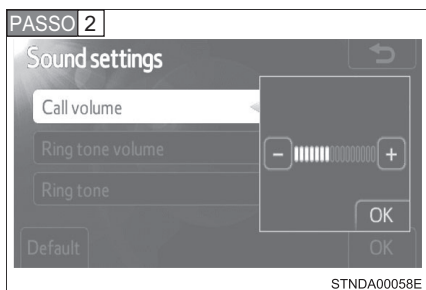 PASSO 2
Sound settings
Call volume
Ring tone volume
- +
Ring tone
OK
Default OK
STNDA00058E